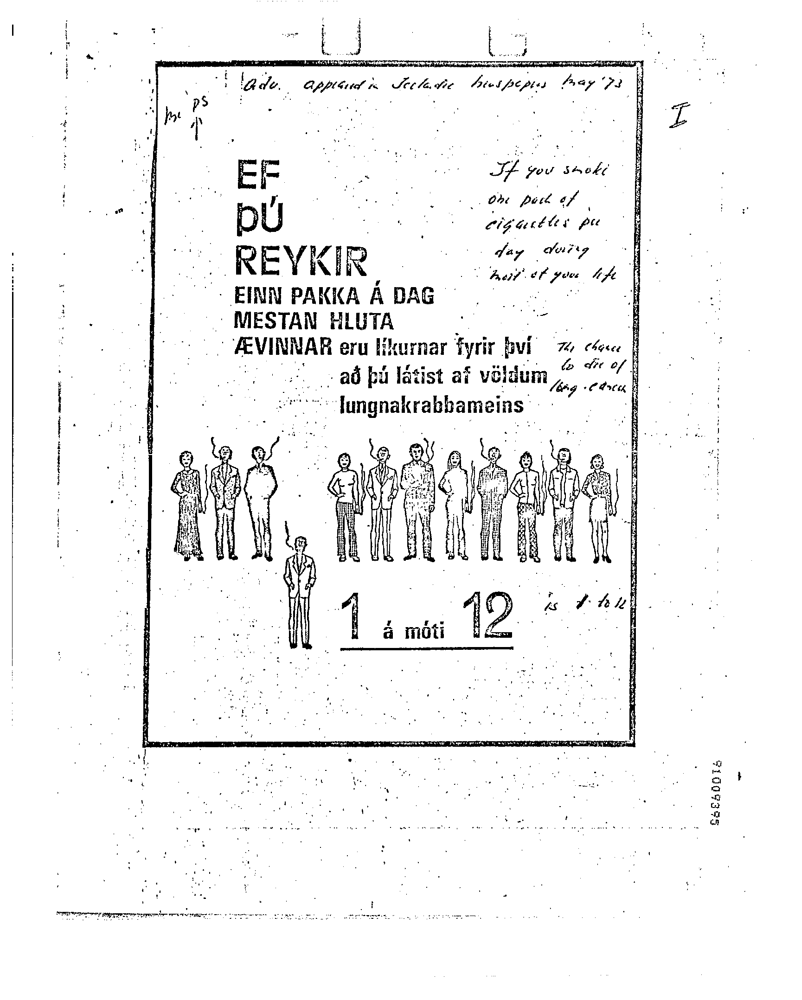 Adv. appeared in Icelandic newspapers May '73
ps
I
EF
ÞÚ
REYKIR
EINN PAKKA Á DAG
MESTAN HLUTA
ÆVINNAR eru líkurnar fyrir því
að þú látist af völdum
lungnakrabbameins
If you smoke
one pack of
cigarettes per
day during
most of your life
The chance
to die of
lung-cancer
1 á móti 12
is 1 to 12
91009395